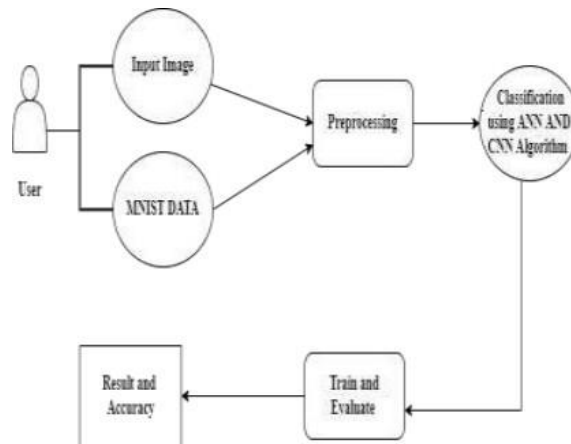 Input Image
User
MNIST DATA
Preprocessing
Classification
using ANN AND
CNN Algorithm
Train and
Evaluate
Result and
Accuracy